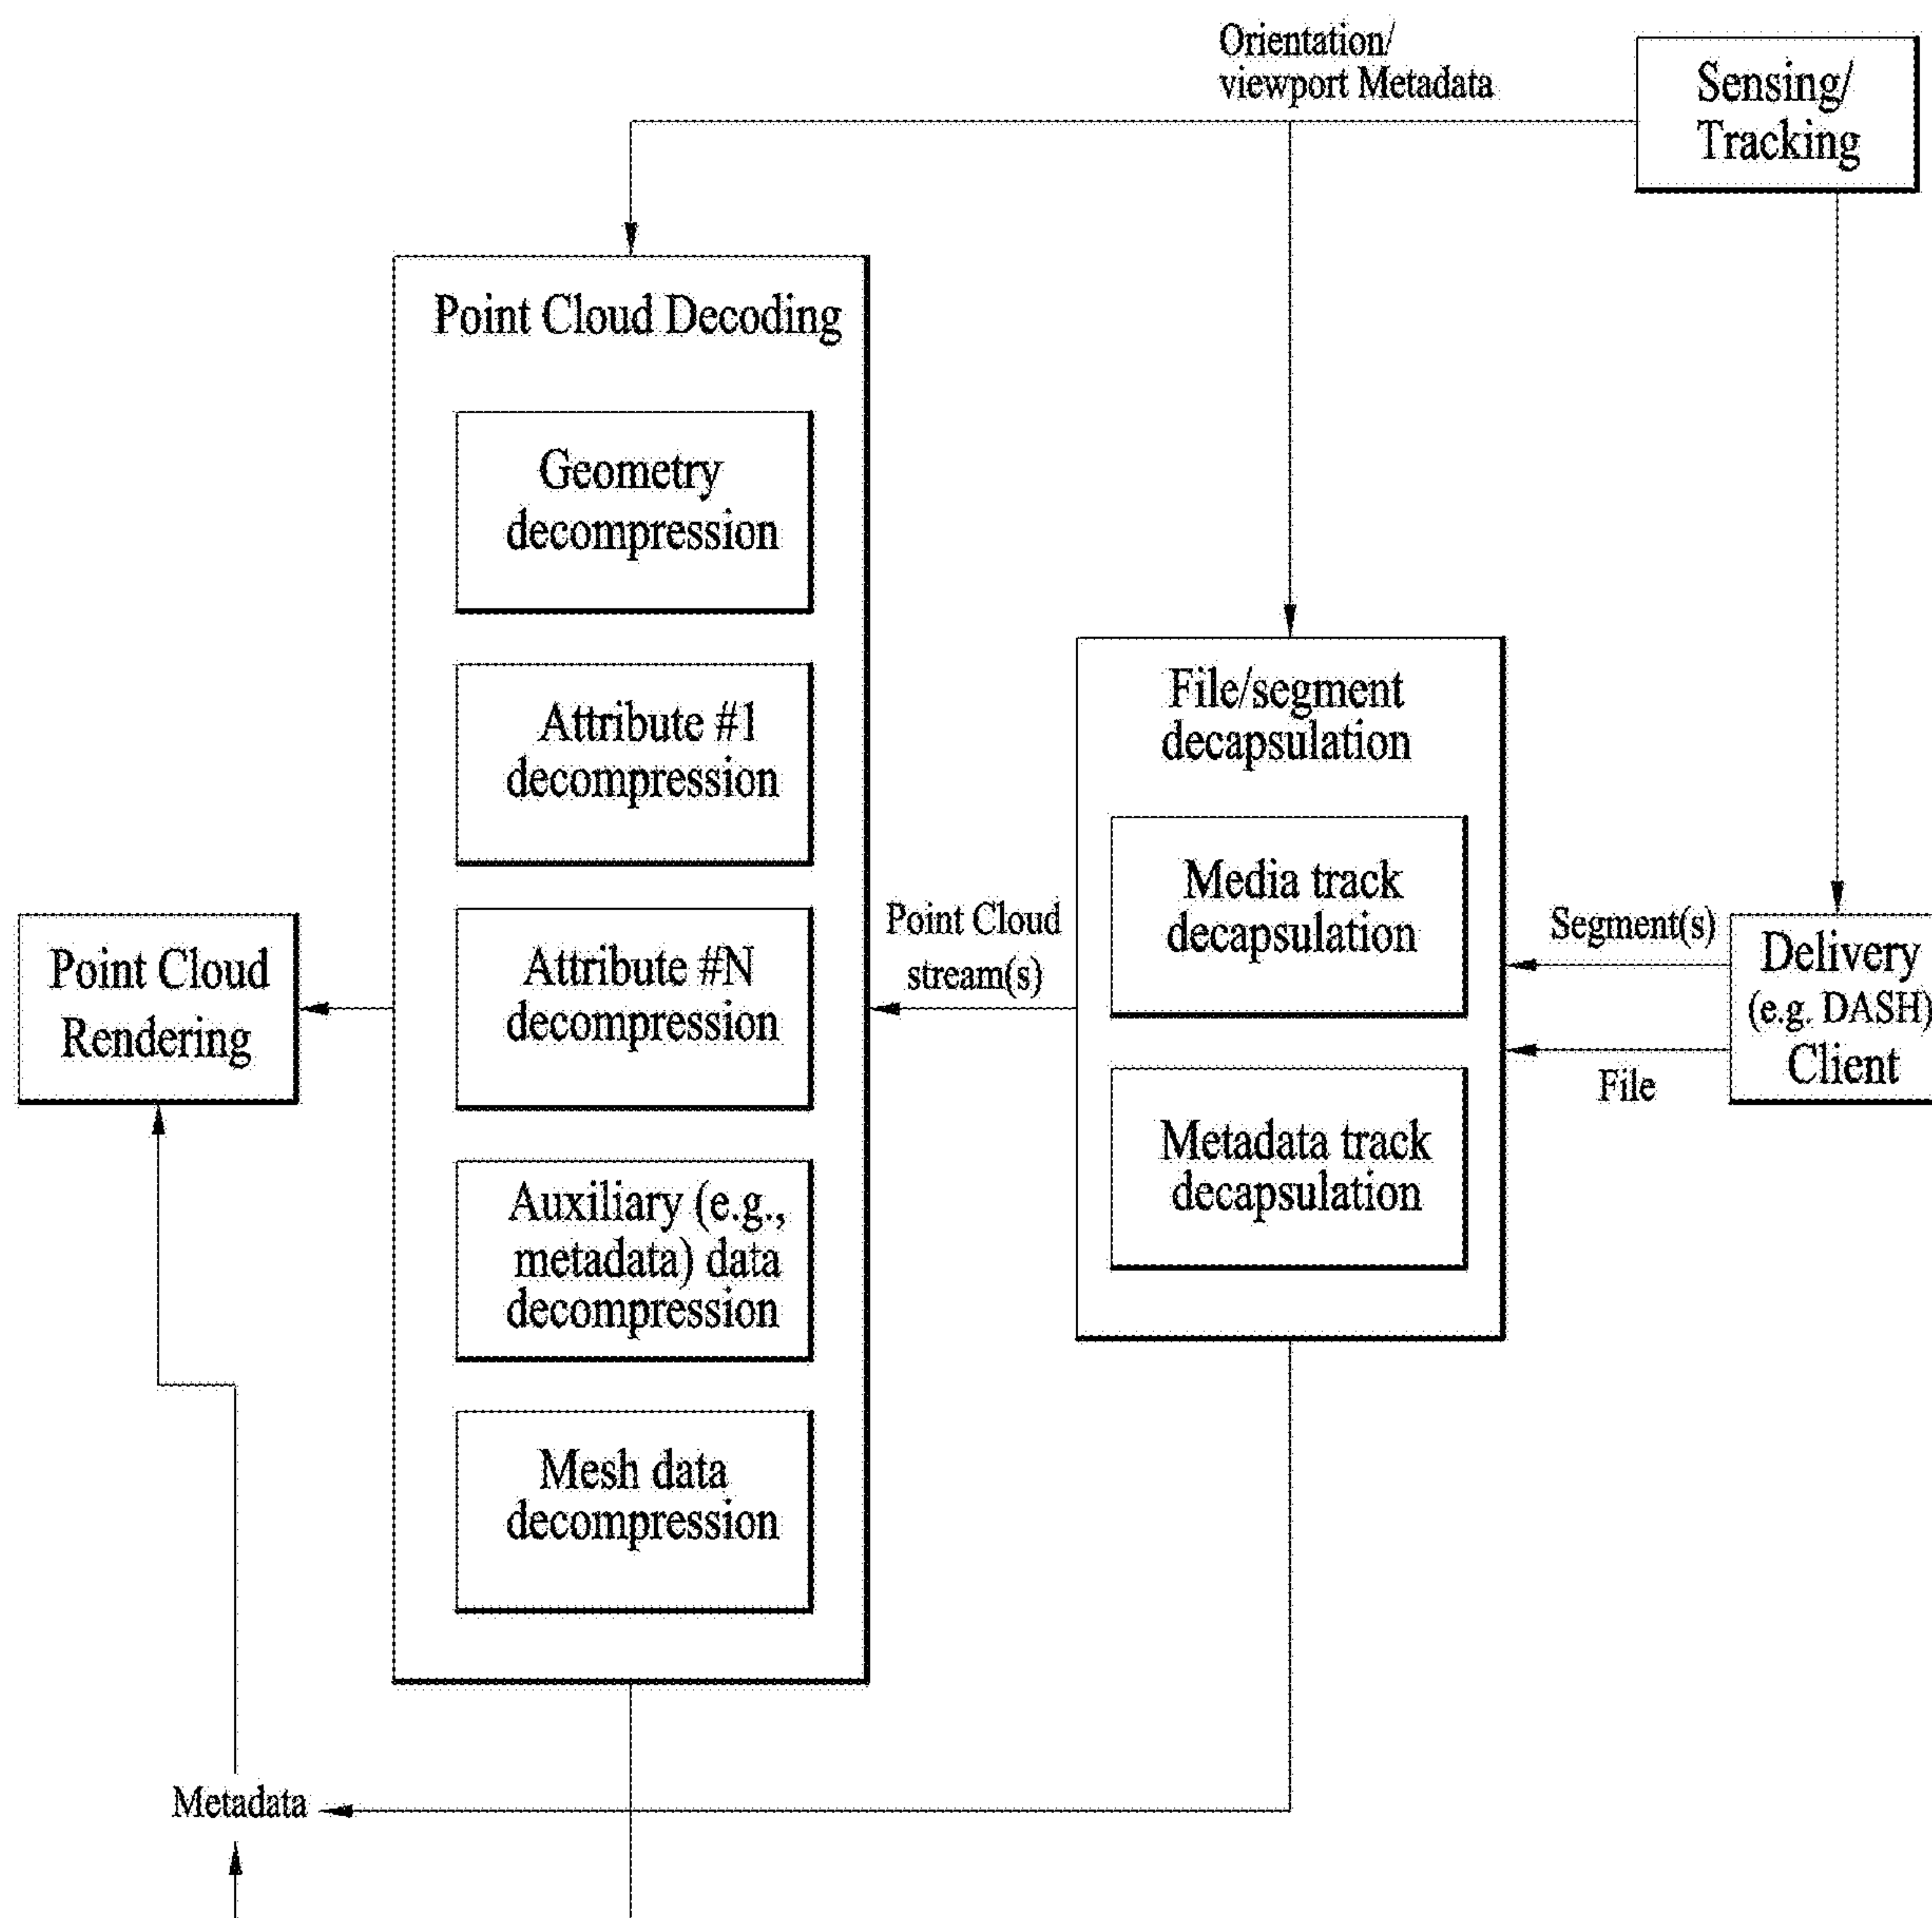 Orientation/
viewport Metadata
Sensing/
Tracking
Point Cloud Decoding
Geometry
decompression
Attribute #1
decompression
Attribute #N
decompression
Auxiliary (e.g.,
metadata) data
decompression
Mesh data
decompression
Point Cloud
Rendering
Point Cloud
stream(s)
File/segment
decapsulation
Media track
decapsulation
Metadata track
decapsulation
Segment(s)
File
Delivery
(e.g. DASH)
Client
Metadata